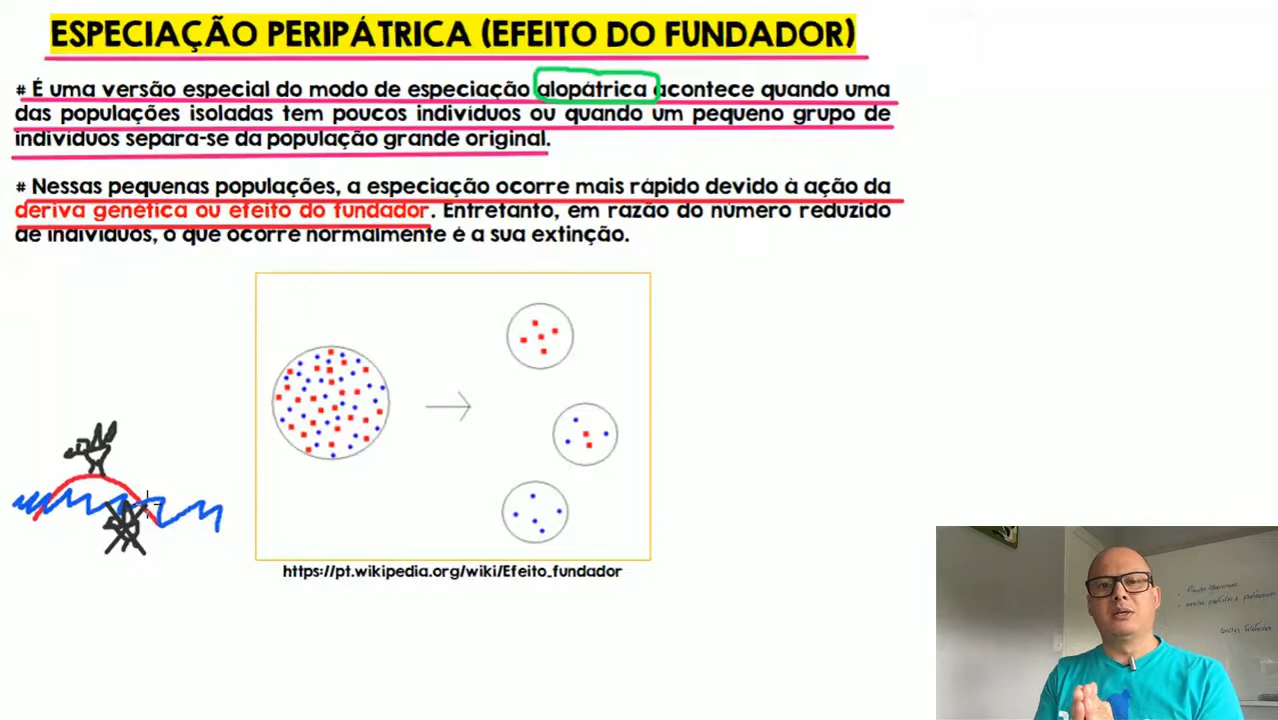 ESPECIAÇÃO PERIPÁTRICA (EFEITO DO FUNDADOR)
# É uma versão especial do modo de especiação alopátrica acontece quando uma
das populações isoladas tem poucos indivíduos ou quando um pequeno grupo de
indivíduos separa-se da população grande original.
# Nessas pequenas populações, a especiação ocorre mais rápido devido à ação da
deriva genética ou efeito do fundador. Entretanto, em razão do número reduzido
de indivíduos, o que ocorre normalmente é a sua extinção.
https://pt.wikipedia.org/wiki/Efeito_fundador